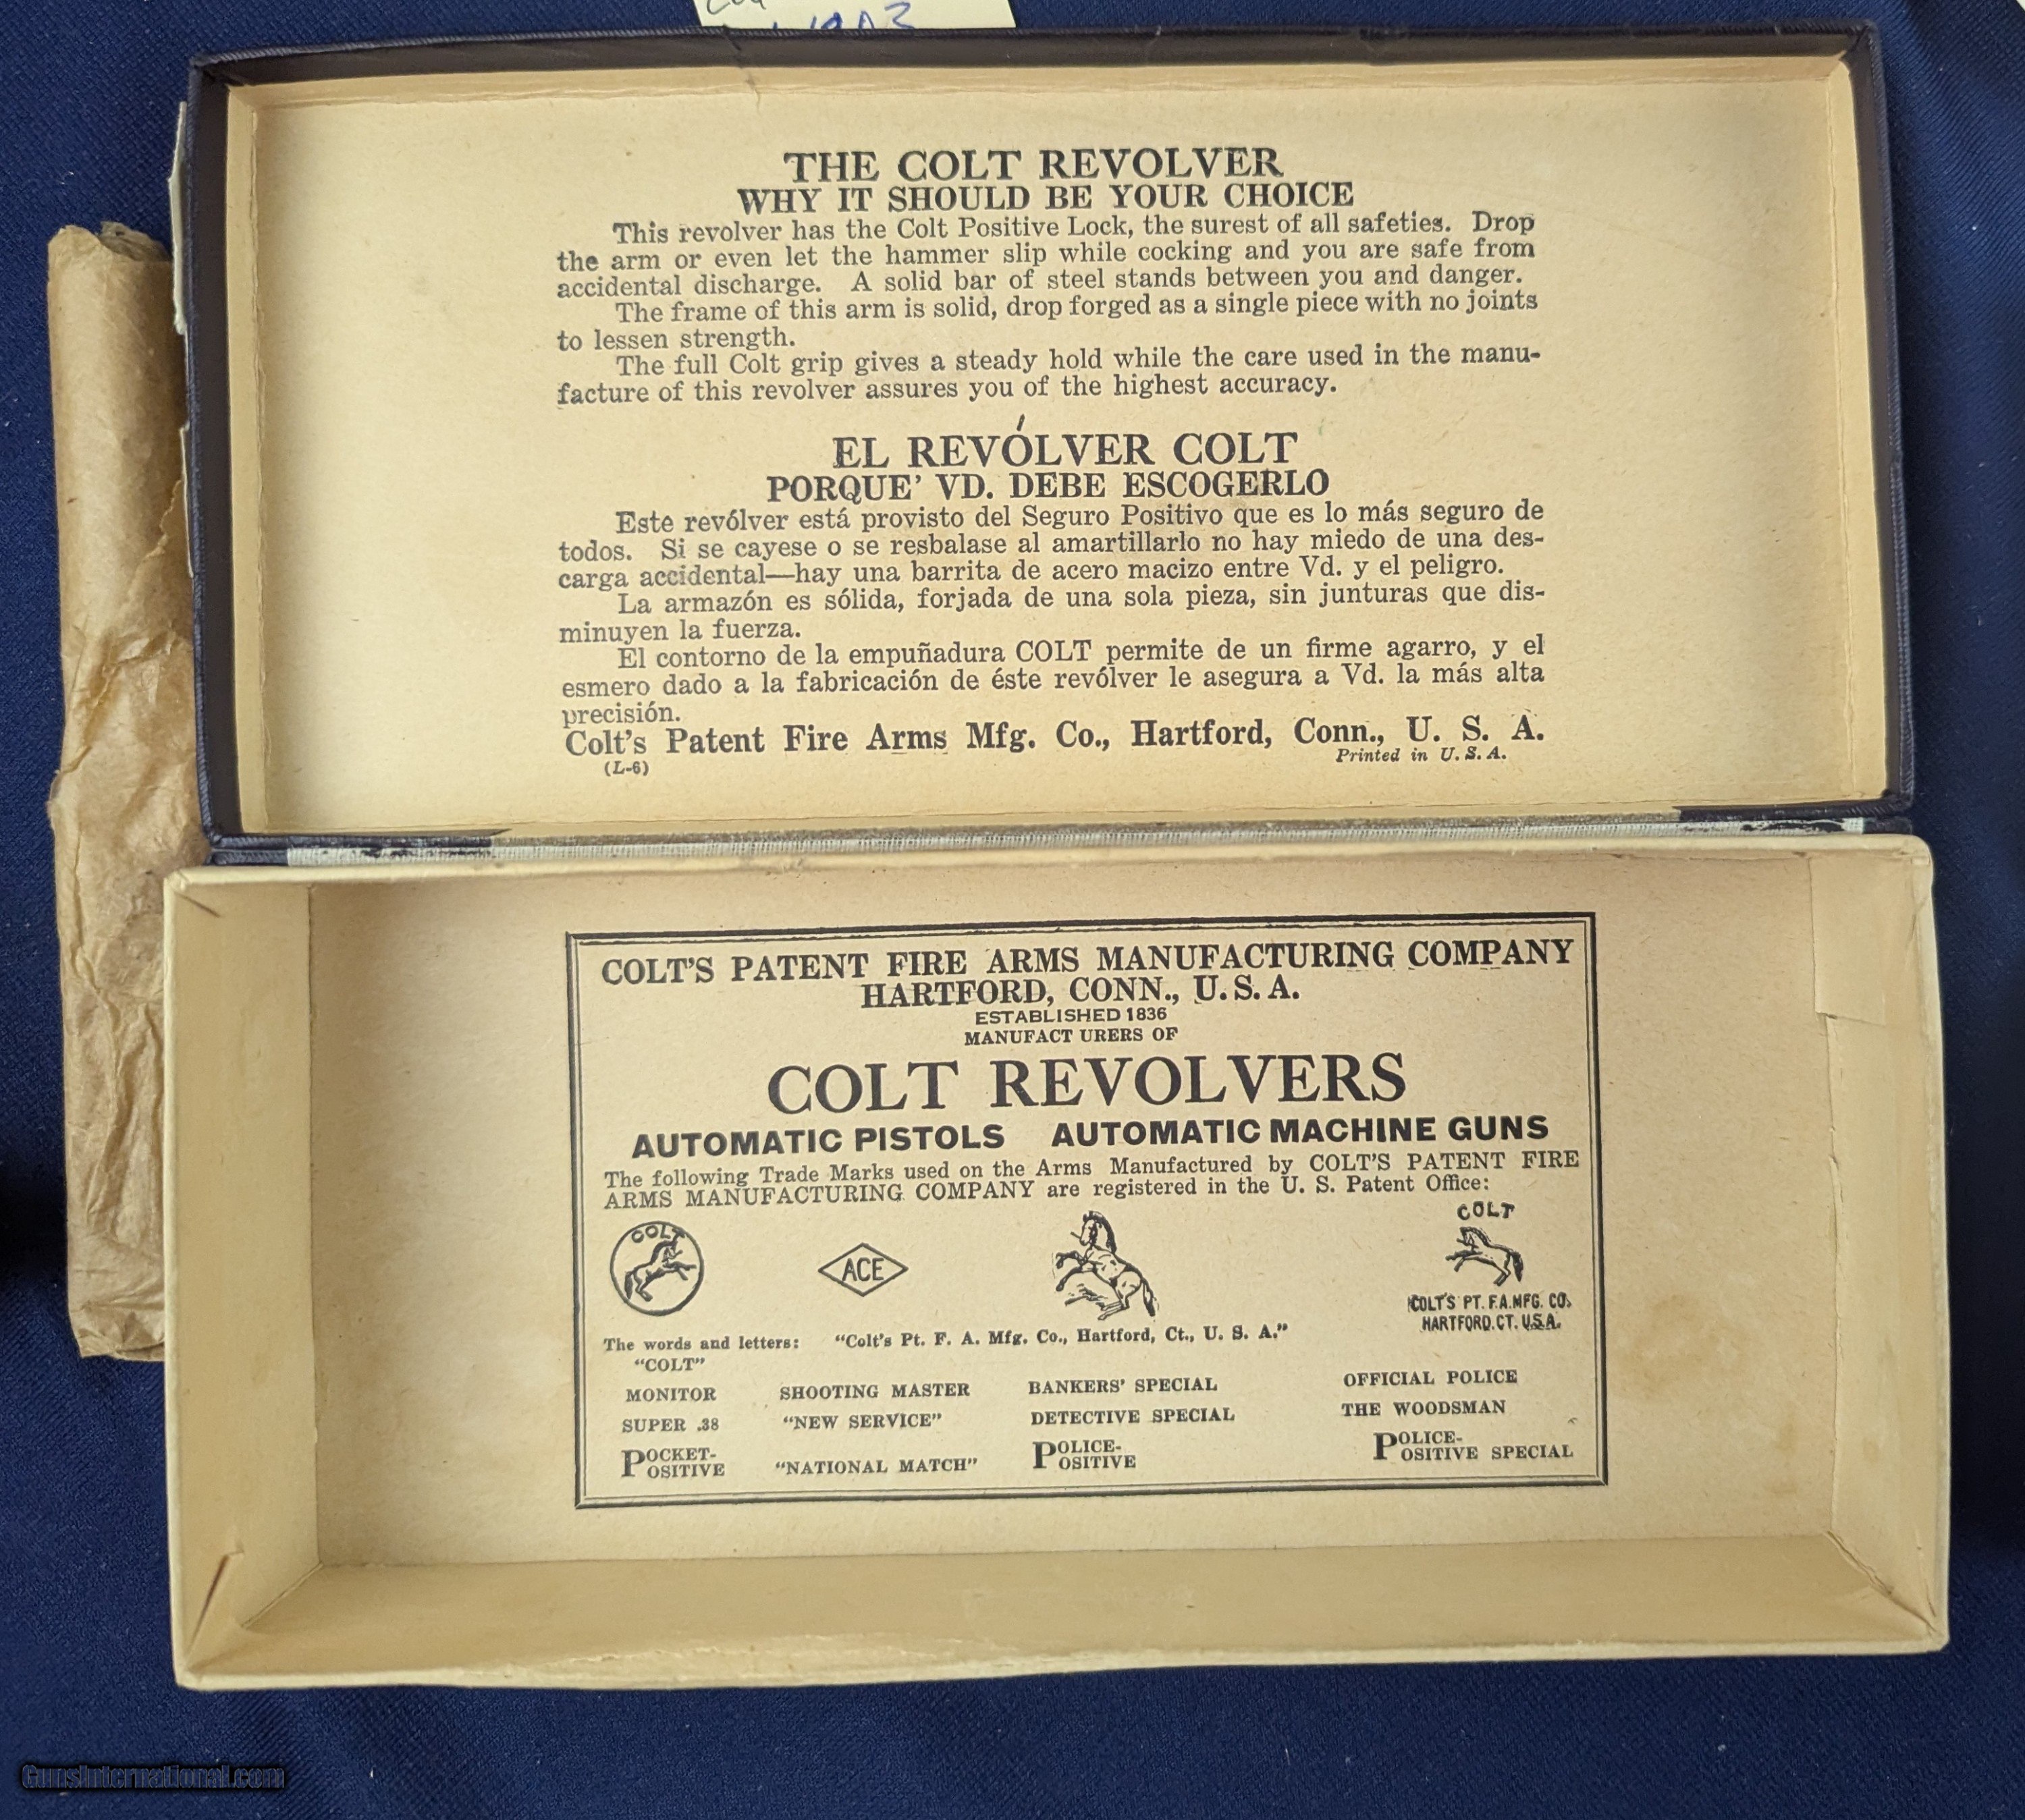 1903
THE COLT REVOLVER
WHY IT SHOULD BE YOUR CHOICE
This revolver has the Colt Positive Lock, the surest of all safeties. Drop
the arm or even let the hammer slip while cocking and you are safe from
accidental discharge. A solid bar of steel stands between you and danger.
The frame of this arm is solid, drop forged as a single piece with no joints
to lessen strength.
The full Colt grip gives a steady hold while the care used in the manu-
facture of this revolver assures you of the highest accuracy.
EL REVÓLVER COLT
PORQUE' VD. DEBE ESCOGERLO
Este revólver está provisto del Seguro Positivo que es lo más seguro de
todos. Si se cayese o se resbalase al amartillarlo no hay miedo de una des-
carga accidental—hay una barrita de acero macizo entre Vd. y el peligro.
La armazón es sólida, forjada de una sola pieza, sin junturas que dis-
minuyen la fuerza.
El contorno de la empuñadura COLT permite de un firme agarro, y el
esmero dado a la fabricación de éste revólver le asegura a Vd. la más alta
precisión.
Colt's Patent Fire Arms Mfg. Co., Hartford, Conn., U. S. A.
(L-6) Printed in U. S. A.
COLT'S PATENT FIRE ARMS MANUFACTURING COMPANY
HARTFORD, CONN., U. S. A.
ESTABLISHED 1836
MANUFACT URERS OF
COLT REVOLVERS
AUTOMATIC PISTOLS AUTOMATIC MACHINE GUNS
The following Trade Marks used on the Arms Manufactured by COLT'S PATENT FIRE
ARMS MANUFACTURING COMPANY are registered in the U. S. Patent Office:
COLT
ACE
COLT
COLT'S PT. F.A. MFG. CO.
HARTFORD. CT. U.S.A.
The words and letters: "Colt's Pt. F. A. Mfg. Co., Hartford, Ct., U. S. A."
"COLT"
MONITOR SHOOTING MASTER BANKERS' SPECIAL OFFICIAL POLICE
SUPER .38 "NEW SERVICE" DETECTIVE SPECIAL THE WOODSMAN
POCKET-POSITIVE "NATIONAL MATCH" POLICE-POSITIVE POLICE-POSITIVE SPECIAL
GunsInternational.com